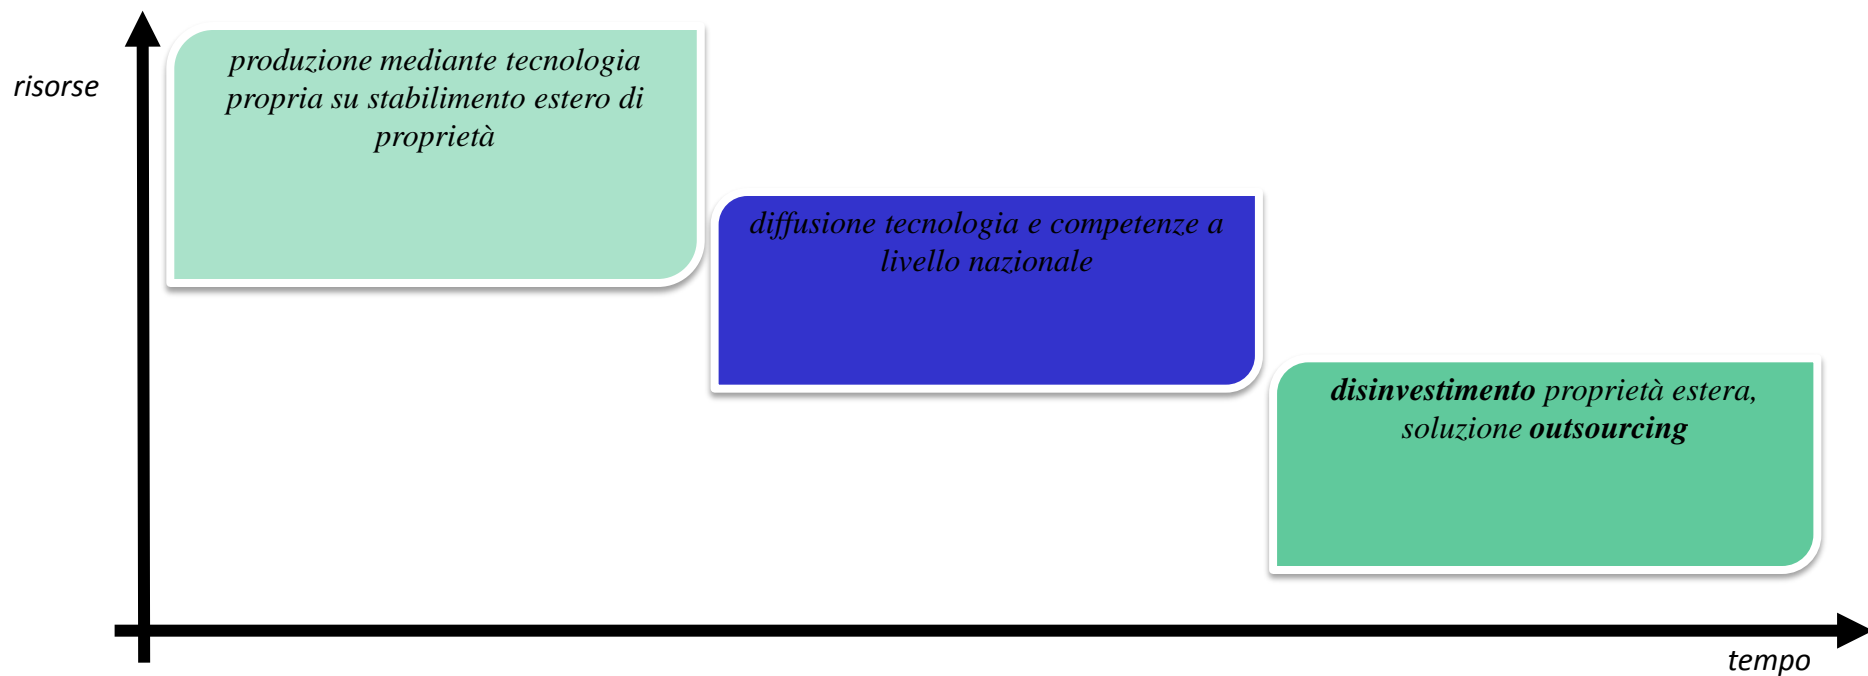 risorse
produzione mediante tecnologia
propria su stabilimento estero di
proprietà
diffusione tecnologia e competenze a
livello nazionale
disinvestimento proprietà estera,
soluzione outsourcing
tempo